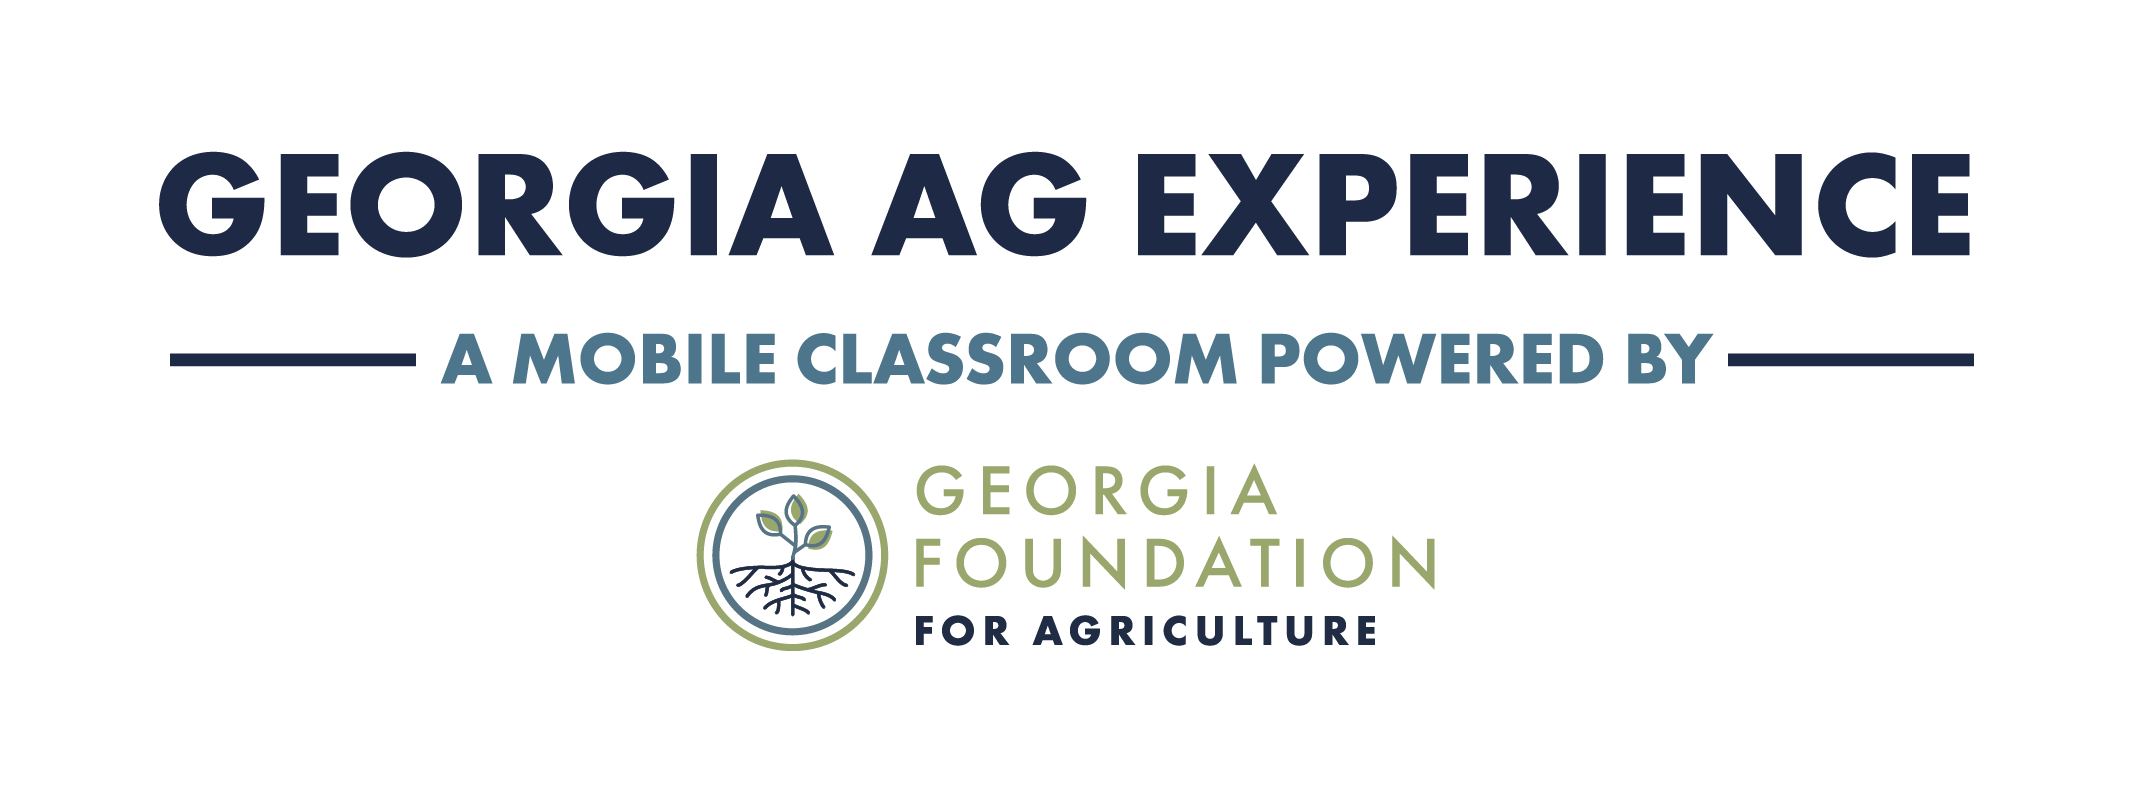 GEORGIA AG EXPERIENCE
A MOBILE CLASSROOM POWERED BY
GEORGIA
FOUNDATION
FOR AGRICULTURE